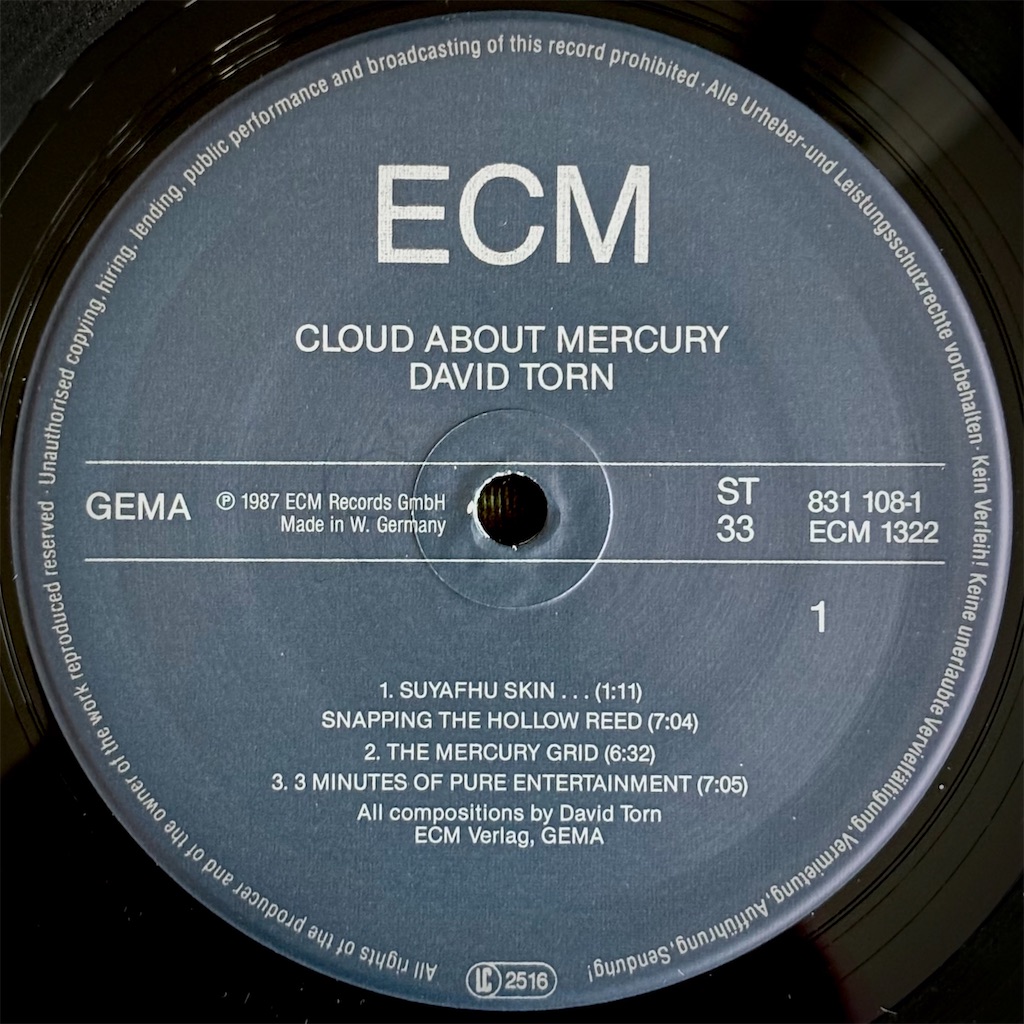 All rights of the producer and of the owner of the work reproduced reserved · Unauthorised copying, hiring, lending, public performance and broadcasting of this record prohibited · Alle Urheber-und Leistungsschutzrechte vorbehalten · Kein Verleih! Keine unerlaubte Vervielfältigung, Vermietung, Aufführung, Sendung!
ECM
CLOUD ABOUT MERCURY
DAVID TORN
GEMA
℗ 1987 ECM Records GmbH
Made in W. Germany
ST
33
831 108-1
ECM 1322
1
1. SUYAFHU SKIN . . . (1:11)
SNAPPING THE HOLLOW REED (7:04)
2. THE MERCURY GRID (6:32)
3. 3 MINUTES OF PURE ENTERTAINMENT (7:05)
All compositions by David Torn
ECM Verlag, GEMA
LC 2516